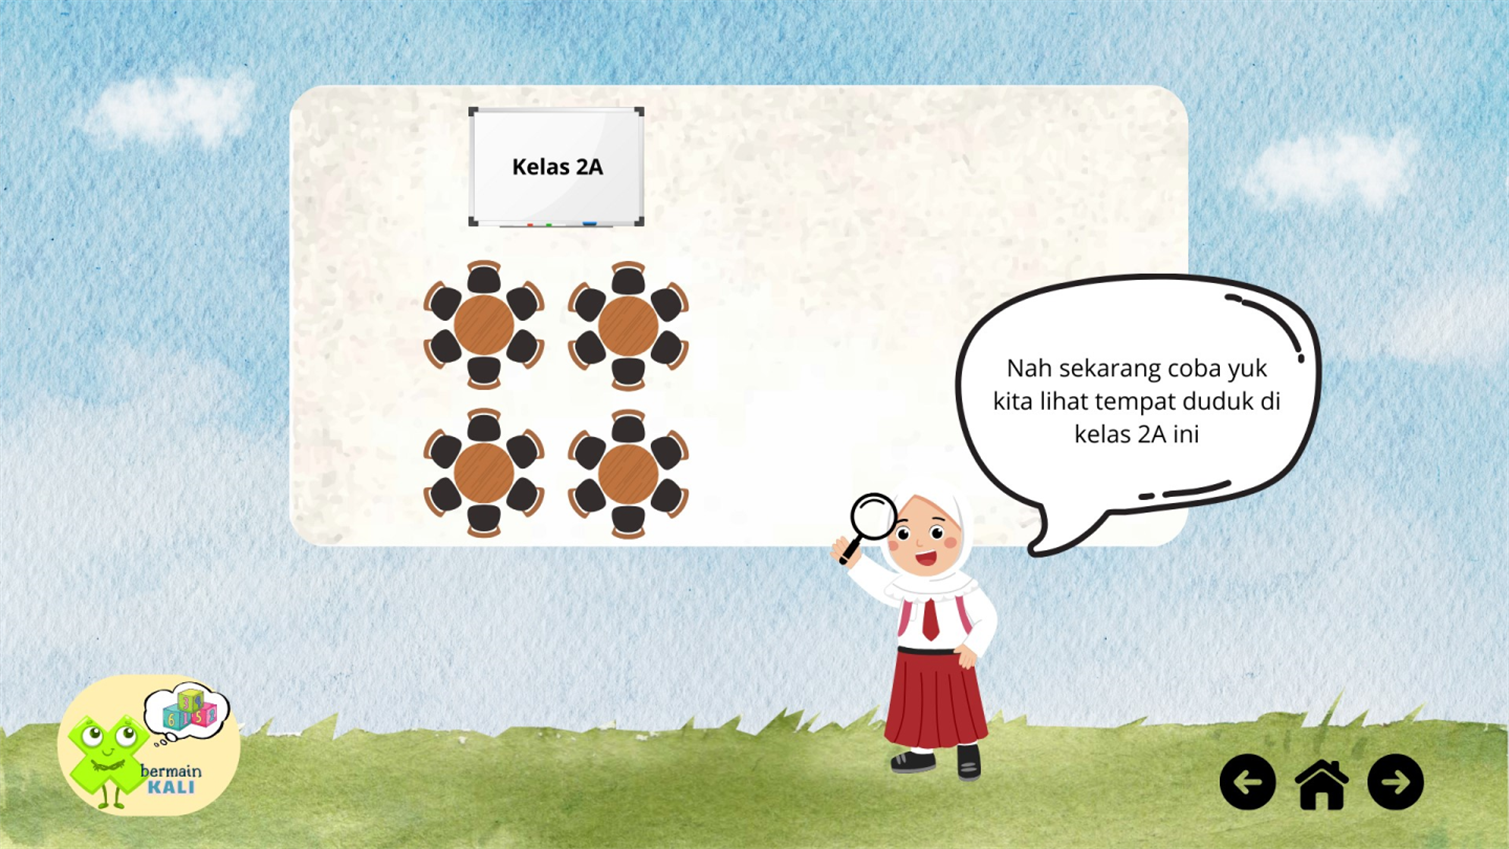 Kelas 2A
Nah sekarang coba yuk
kita lihat tempat duduk di
kelas 2A ini
bermain
KALI